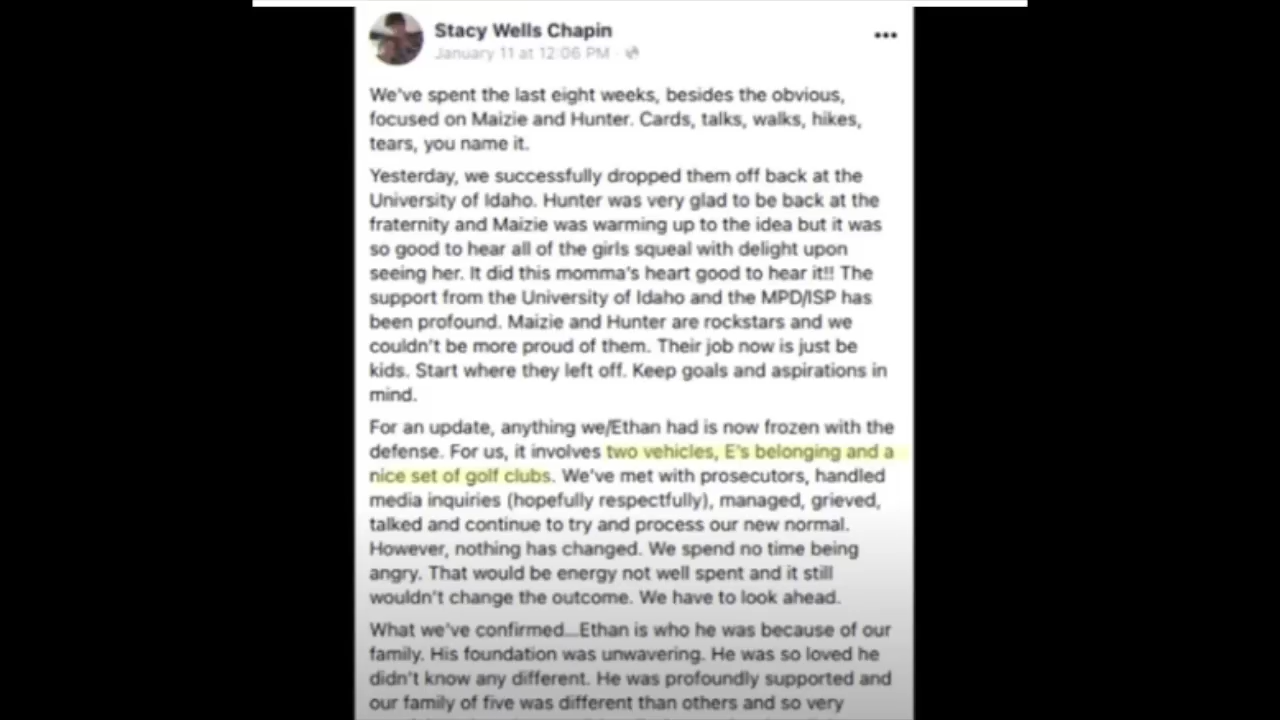 Stacy Wells Chapin
January 11 at 12:06 PM ·
We've spent the last eight weeks, besides the obvious,
focused on Maizie and Hunter. Cards, talks, walks, hikes,
tears, you name it.
Yesterday, we successfully dropped them off back at the
University of Idaho. Hunter was very glad to be back at the
fraternity and Maizie was warming up to the idea but it was
so good to hear all of the girls squeal with delight upon
seeing her. It did this momma's heart good to hear it!! The
support from the University of Idaho and the MPD/ISP has
been profound. Maizie and Hunter are rockstars and we
couldn't be more proud of them. Their job now is just be
kids. Start where they left off. Keep goals and aspirations in
mind.
For an update, anything we/Ethan had is now frozen with the
defense. For us, it involves two vehicles, E's belonging and a
nice set of golf clubs. We've met with prosecutors, handled
media inquiries (hopefully respectfully), managed, grieved,
talked and continue to try and process our new normal.
However, nothing has changed. We spend no time being
angry. That would be energy not well spent and it still
wouldn't change the outcome. We have to look ahead.
What we've confirmed...Ethan is who he was because of our
family. His foundation was unwavering. He was so loved he
didn't know any different. He was profoundly supported and
our family of five was different than others and so very